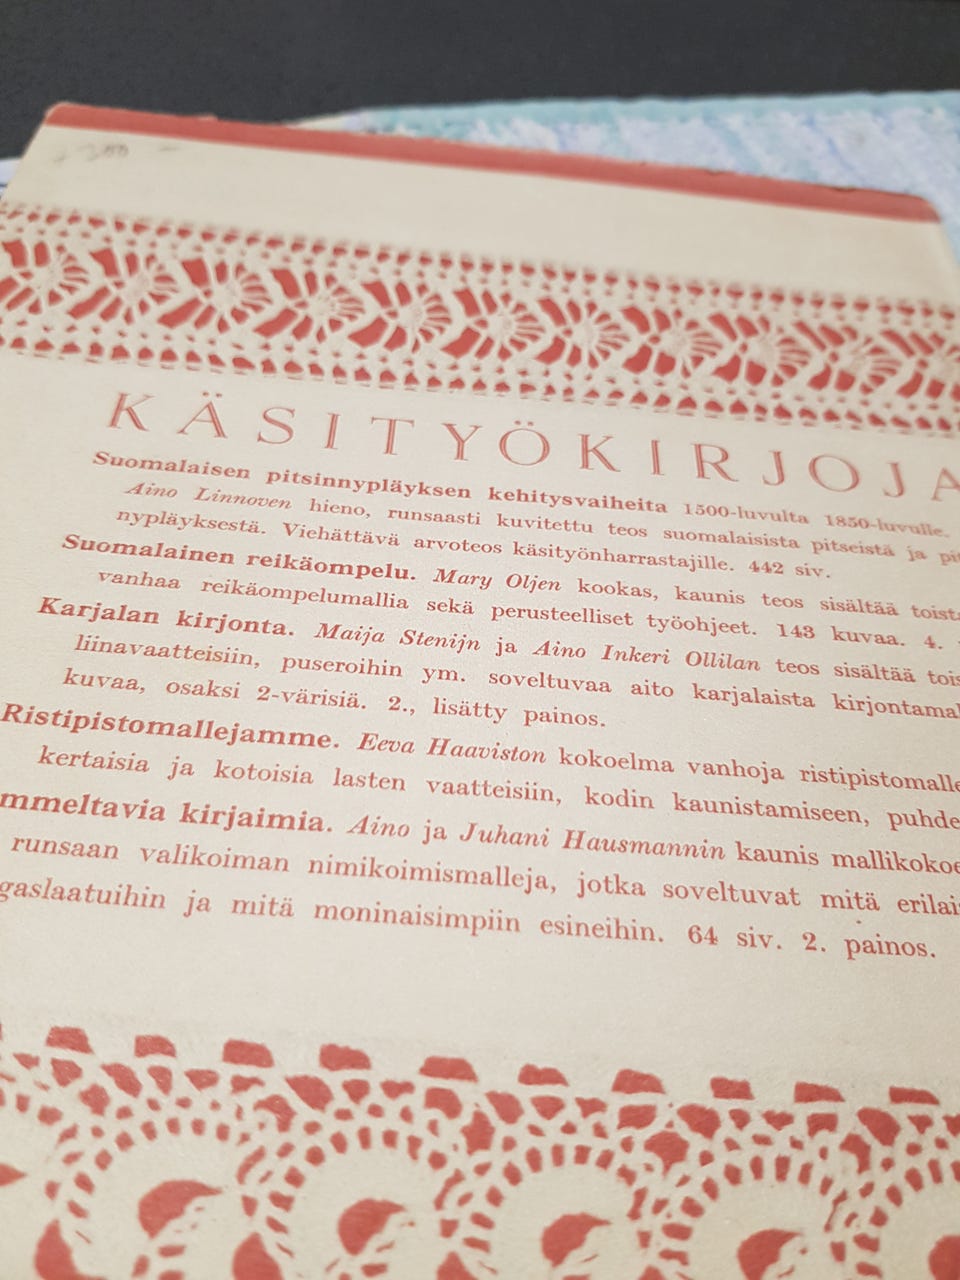 KÄSITYÖKIRJOJA
Suomalaisen pitsinnypläyksen kehitysvaiheita 1500-luvulta 1850-luvulle.
Aino Linnoven hieno, runsaasti kuvitettu teos suomalaisista pitseistä ja
nypläyksestä. Viehättävä arvoteos käsityönharrastajille. 442 siv.
Suomalainen reikäompelu. Mary Oljen kookas, kaunis teos sisältää
vanhaa reikäompelumallia sekä perusteelliset työohjeet. 143 kuvaa. 4.
Karjalan kirjonta. Maija Stenijn ja Aino Inkeri Ollilan teos sisältää
liinavaatteisiin, puseroihin ym. soveltuvaa aito karjalaista
kuvaa, osaksi 2-värisiä. 2., lisätty painos.
Ristipistomallejamme. Eeva Haaviston kokoelma vanhoja
kertaisia ja kotoisia lasten vaatteisiin, kodin kaunistamiseen,
mmeltavia kirjaimia. Aino ja Juhani Hausmannin kaunis
runsaan valikoiman nimikoimismalleja, jotka soveltuvat mitä
gaslaatuihin ja mitä moninaisimpiin esineihin. 64 siv. 2. painos.